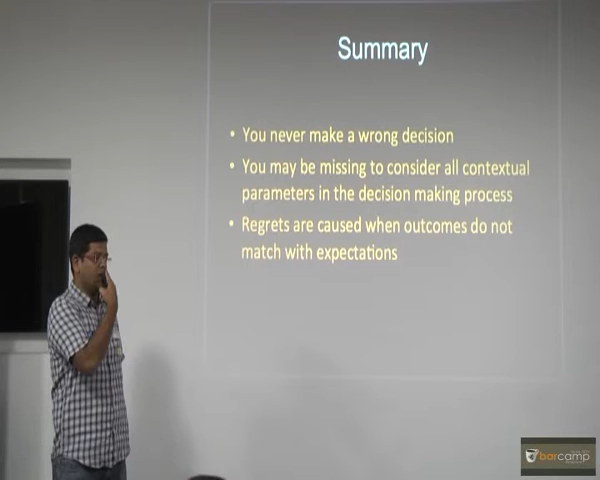 Summary
• You never make a wrong decision
• You may be missing to consider all contextual
parameters in the decision making process
• Regrets are caused when outcomes do not
match with expectations
barcamp